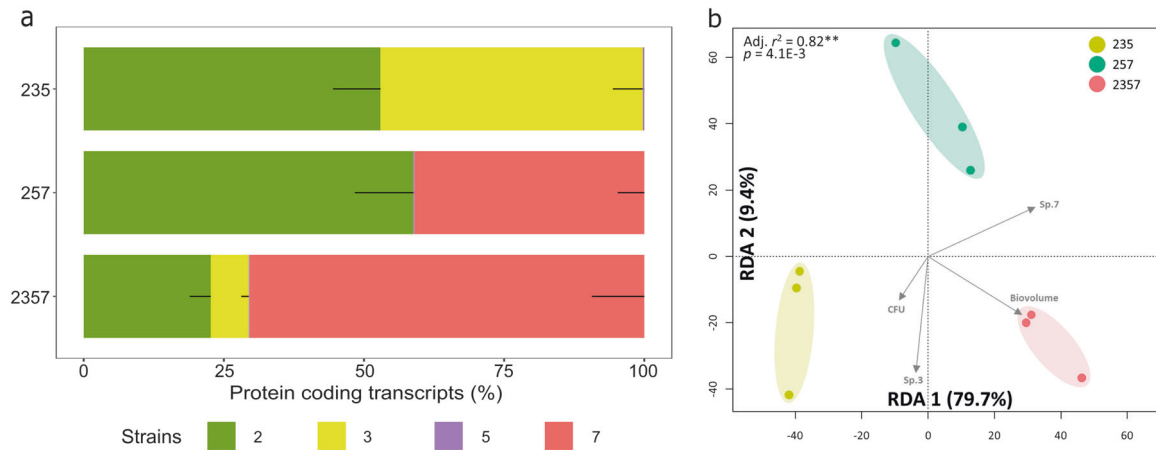 a
235
257
2357
0
25
50
75
100
Protein coding transcripts (%)
Strains 2 3 5 7
b
Adj. r² = 0.82**
p = 4.1E-3
235
257
2357
60
40
20
0
-20
-40
RDA 2 (9.4%)
Sp.7
Biovolume
CFU
Sp.3
RDA 1 (79.7%)
-40
-20
0
20
40
60